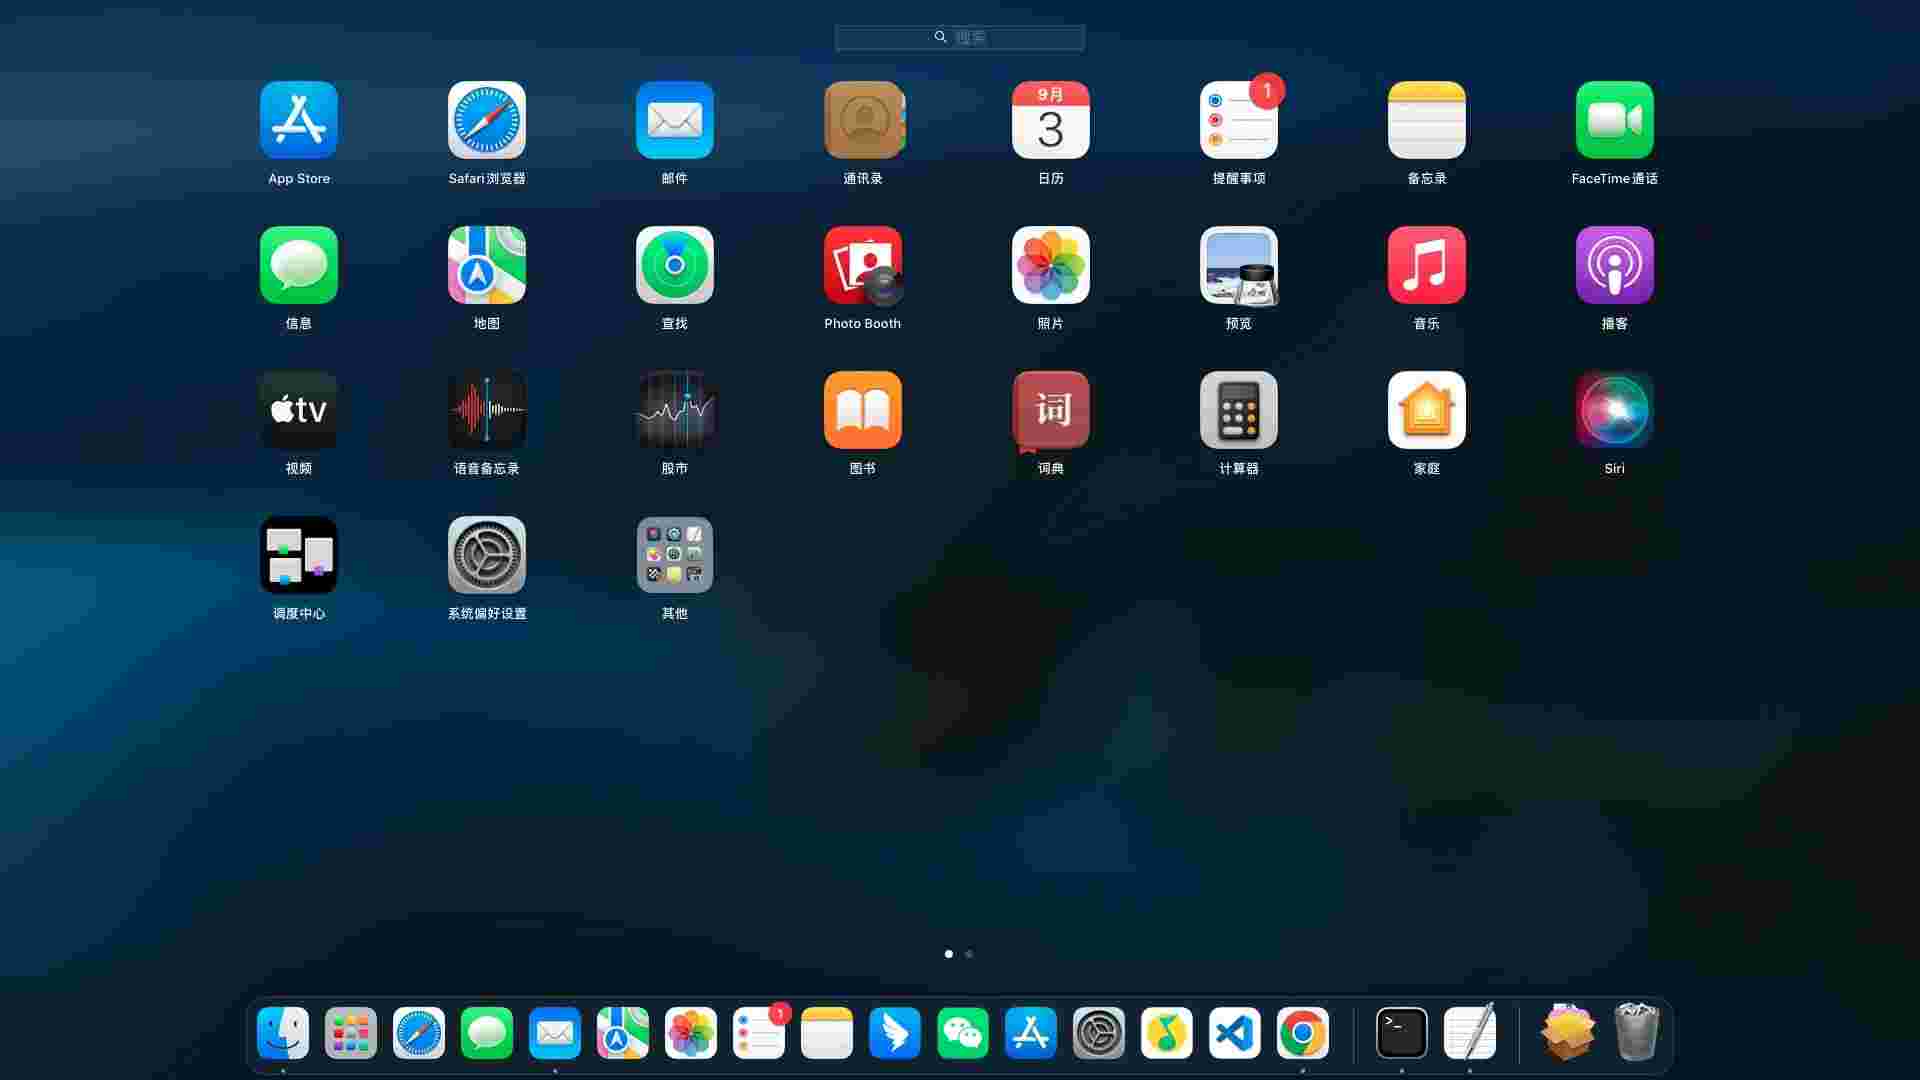 搜索
App Store
Safari浏览器
邮件
通讯录
9月
3
日历
1
提醒事项
备忘录
FaceTime通话
信息
地图
查找
Photo Booth
照片
预览
音乐
播客
tv
视频
语音备忘录
股市
图书
词
词典
计算器
家庭
Siri
调度中心
系统偏好设置
其他
1
>_